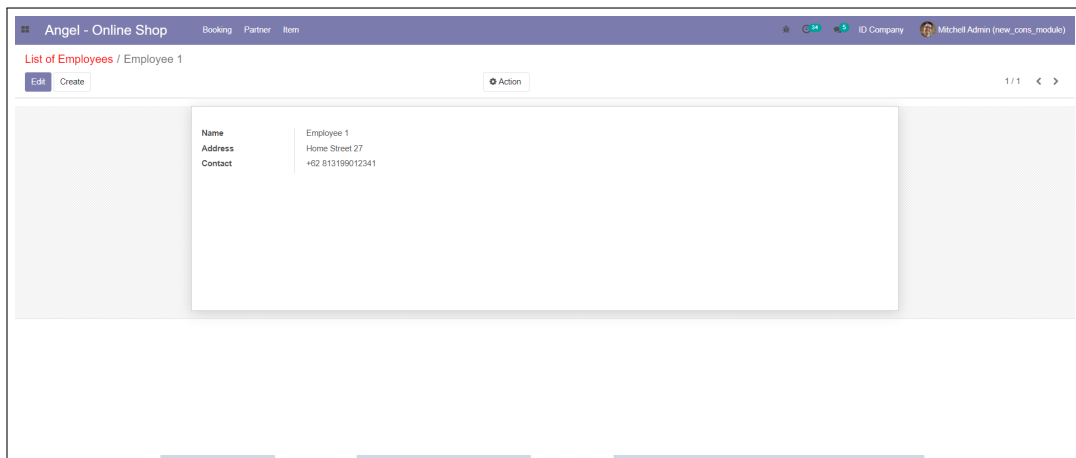 Angel - Online Shop Booking Partner Item 34 5 ID Company Mitchell Admin (new_cons_module)
List of Employees / Employee 1
Edit Create Action 1 / 1
Name Employee 1
Address Home Street 27
Contact +62 813199012341